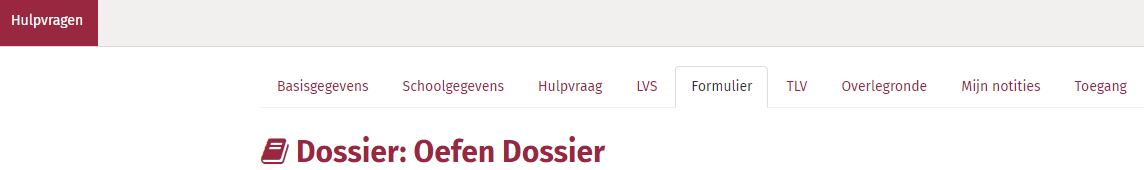 Hulpvragen
Basisgegevens Schoolgegevens Hulpvraag LVS Formulier TLV Overlegronde Mijn notities Toegang
Dossier: Oefen Dossier